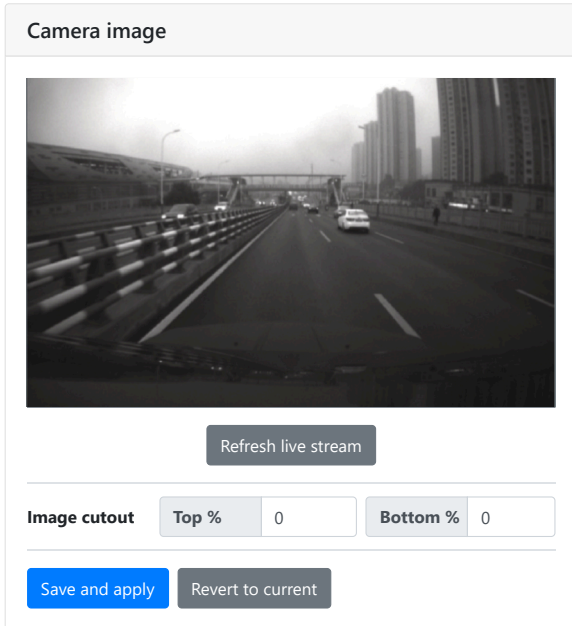 Camera image
Refresh live stream
Image cutout Top % 0 Bottom % 0
Save and apply Revert to current